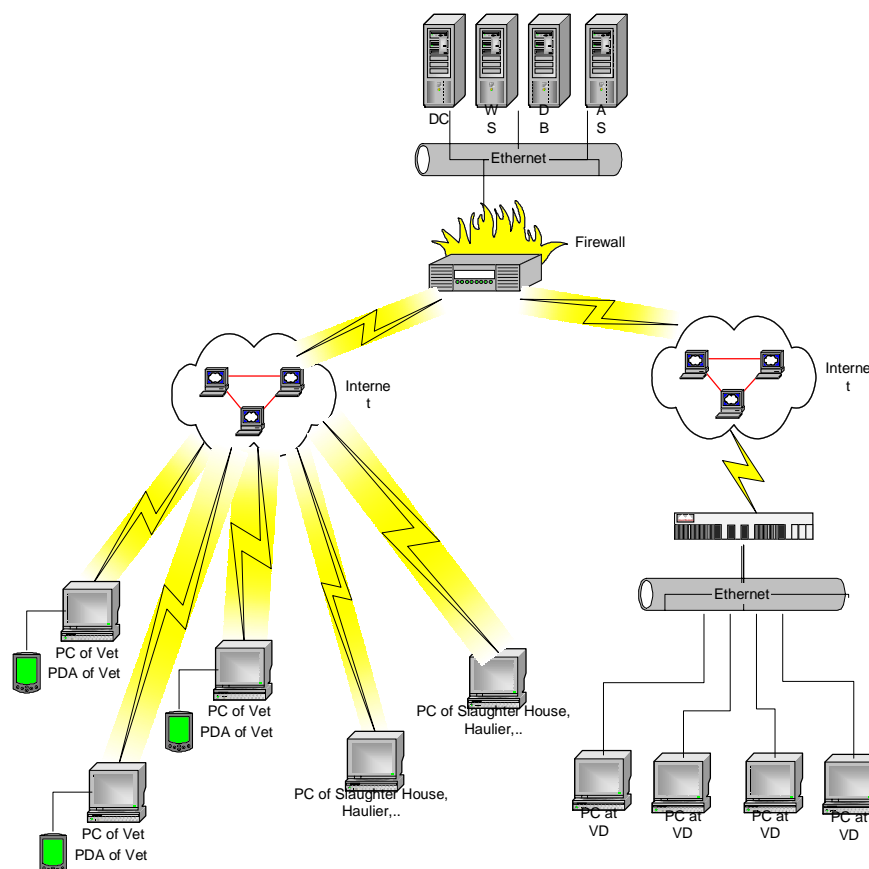 DC
W
S
D
B
A
S
Ethernet
Firewall
Interne
t
Interne
t
Ethernet
PC of Vet
PDA of Vet
PC of Vet
PDA of Vet
PC of Slaughter House,
Haulier,..
PC of Slaughter House,
Haulier,..
PC of Vet
PDA of Vet
PC at
VD
PC at
VD
PC at
VD
PC at
VD